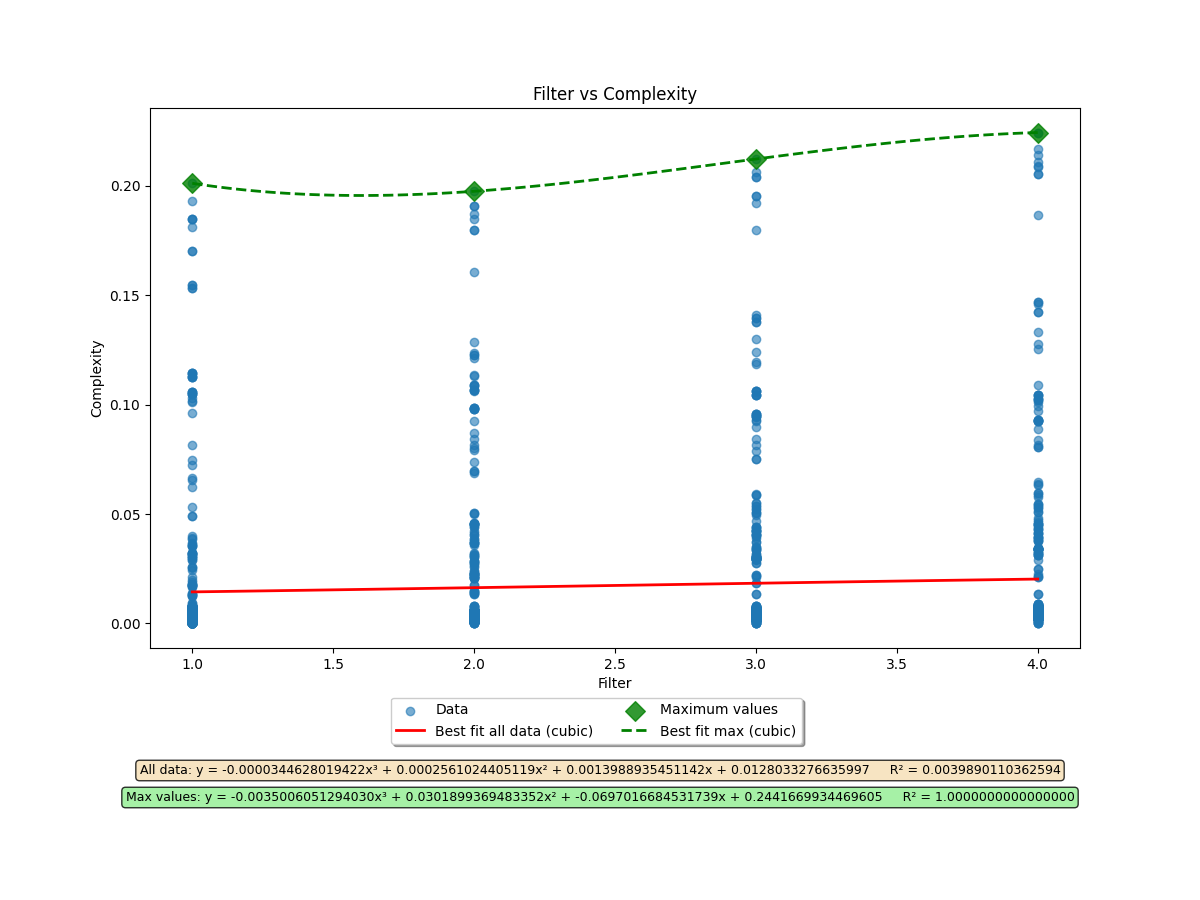 Filter vs Complexity
0.20
0.15
0.10
0.05
0.00
Complexity
1.0 1.5 2.0 2.5 3.0 3.5 4.0
Filter
Data Maximum values
Best fit all data (cubic) Best fit max (cubic)
All data: y = -0.0000344628019422x³ + 0.0002561024405119x² + 0.0013988935451142x + 0.0128033276635997 R² = 0.0039890110362594
Max values: y = -0.0035006051294030x³ + 0.0301899369483352x² + -0.0697016684531739x + 0.2441669934469605 R² = 1.0000000000000000